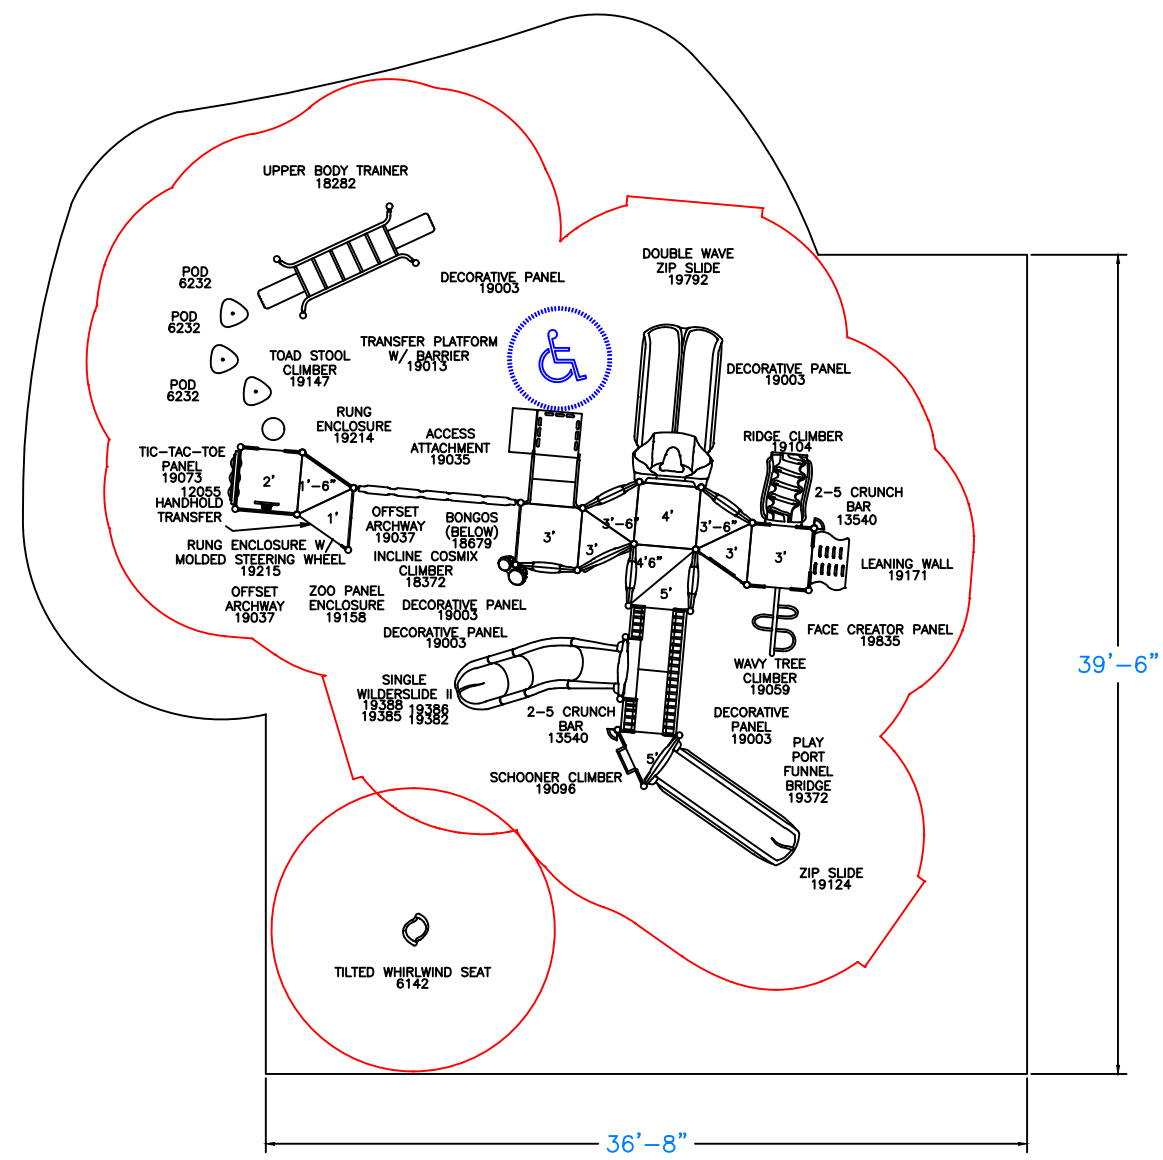 UPPER BODY TRAINER
18282
POD
6232
DECORATIVE PANEL
19003
DOUBLE WAVE
ZIP SLIDE
19792
POD
6232
TRANSFER PLATFORM
W/ BARRIER
19013
TOAD STOOL
CLIMBER
19147
POD
6232
DECORATIVE PANEL
19003
RUNG
ENCLOSURE
19214
ACCESS
ATTACHMENT
19035
RIDGE CLIMBER
19104
TIC-TAC-TOE
PANEL
19073
12055
HANDHOLD
TRANSFER
2'
1'-6"
1'
2-5 CRUNCH
BAR
13540
OFFSET
ARCHWAY
19037
BONGOS
(BELOW)
18679
3'
3'
3'-6"
4'
3'-6"
3'
3'
4'6"
5'
RUNG ENCLOSURE W/
MOLDED STEERING WHEEL
19215
INCLINE COSMIX
CLIMBER
18372
LEANING WALL
19171
OFFSET
ARCHWAY
19037
ZOO PANEL
ENCLOSURE
19158
DECORATIVE PANEL
19003
DECORATIVE PANEL
19003
FACE CREATOR PANEL
19835
39'-6"
WAVY TREE
CLIMBER
19059
SINGLE
WILDERSLIDE II
19388 19386
19385 19382
2-5 CRUNCH
BAR
13540
DECORATIVE
PANEL
19003
PLAY
PORT
FUNNEL
BRIDGE
19372
5'
SCHOONER CLIMBER
19096
ZIP SLIDE
19124
TILTED WHIRLWIND SEAT
6142
36'-8"